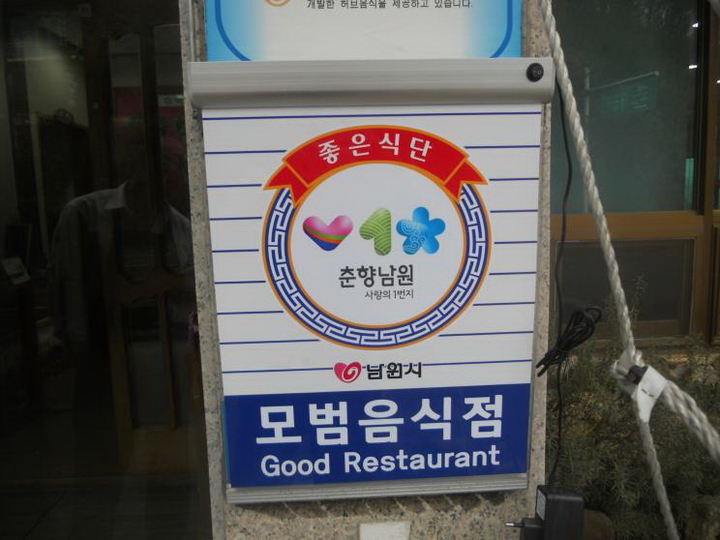 개발한 허브음식을 제공하고 있습니다.
좋은식단
춘향남원
사랑의 1번지
남원시
모범음식점
Good Restaurant